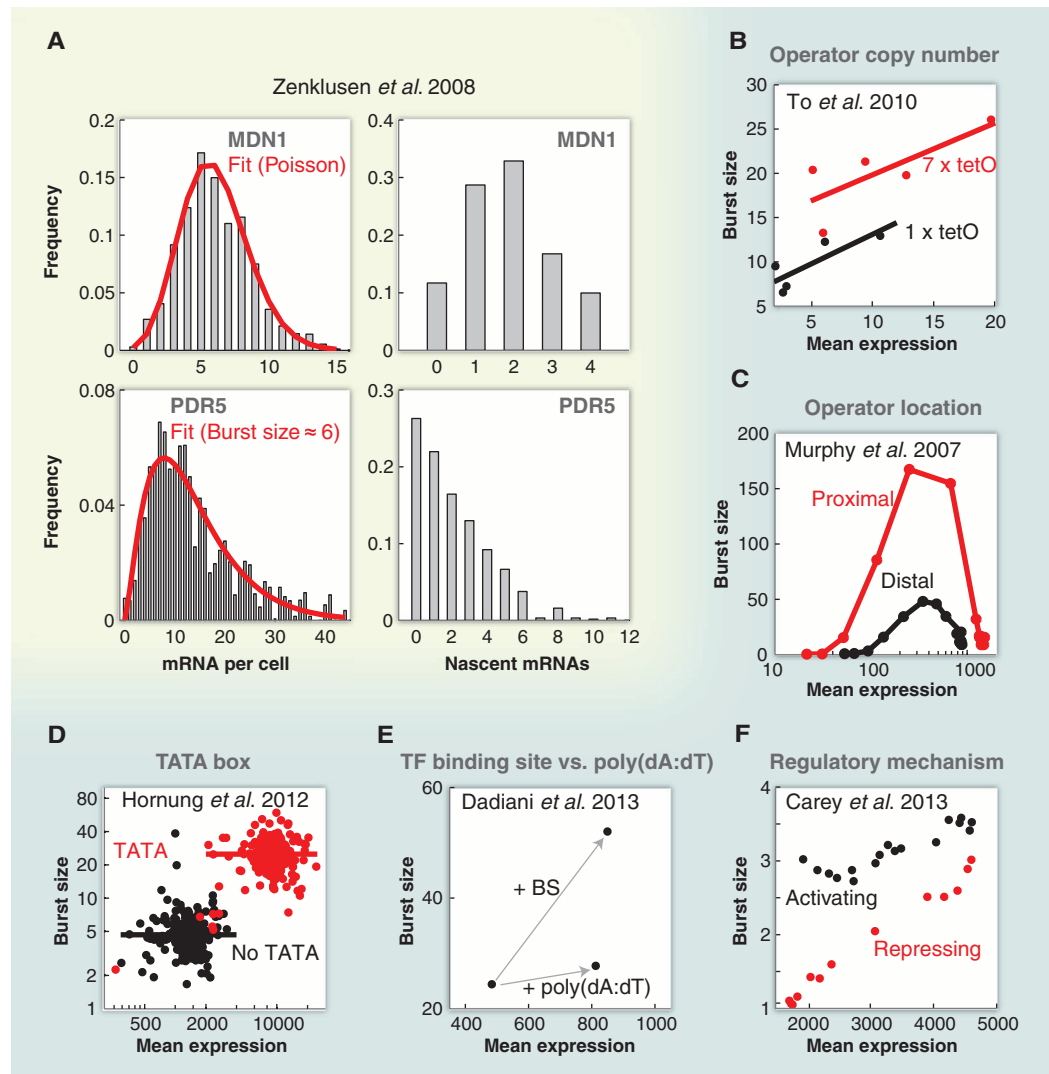 A
Zenklusen et al. 2008
0.2
0.15
0.1
0.05
0
Frequency
MDN1
Fit (Poisson)
0
5
10
15
0.4
0.3
0.2
0.1
0
MDN1
0
1
2
3
4
0.08
0.04
0
Frequency
PDR5
Fit (Burst size ≈ 6)
0
10
20
30
40
mRNA per cell
0.3
0.2
0.1
0
PDR5
0
2
4
6
8
10
12
Nascent mRNAs
B
Operator copy number
30
25
20
15
10
5
Burst size
To et al. 2010
7 x tetO
1 x tetO
5
10
15
20
Mean expression
C
Operator location
200
150
100
50
0
Burst size
Murphy et al. 2007
Proximal
Distal
10
100
1000
Mean expression
D
TATA box
80
40
20
10
5
2
1
Burst size
Hornung et al. 2012
TATA
No TATA
500
2000
10000
Mean expression
E
TF binding site vs. poly(dA:dT)
60
40
20
Burst size
Dadiani et al. 2013
+ BS
+ poly(dA:dT)
400
600
800
1000
Mean expression
F
Regulatory mechanism
4
3
2
1
Burst size
Carey et al. 2013
Activating
Repressing
2000
3000
4000
5000
Mean expression